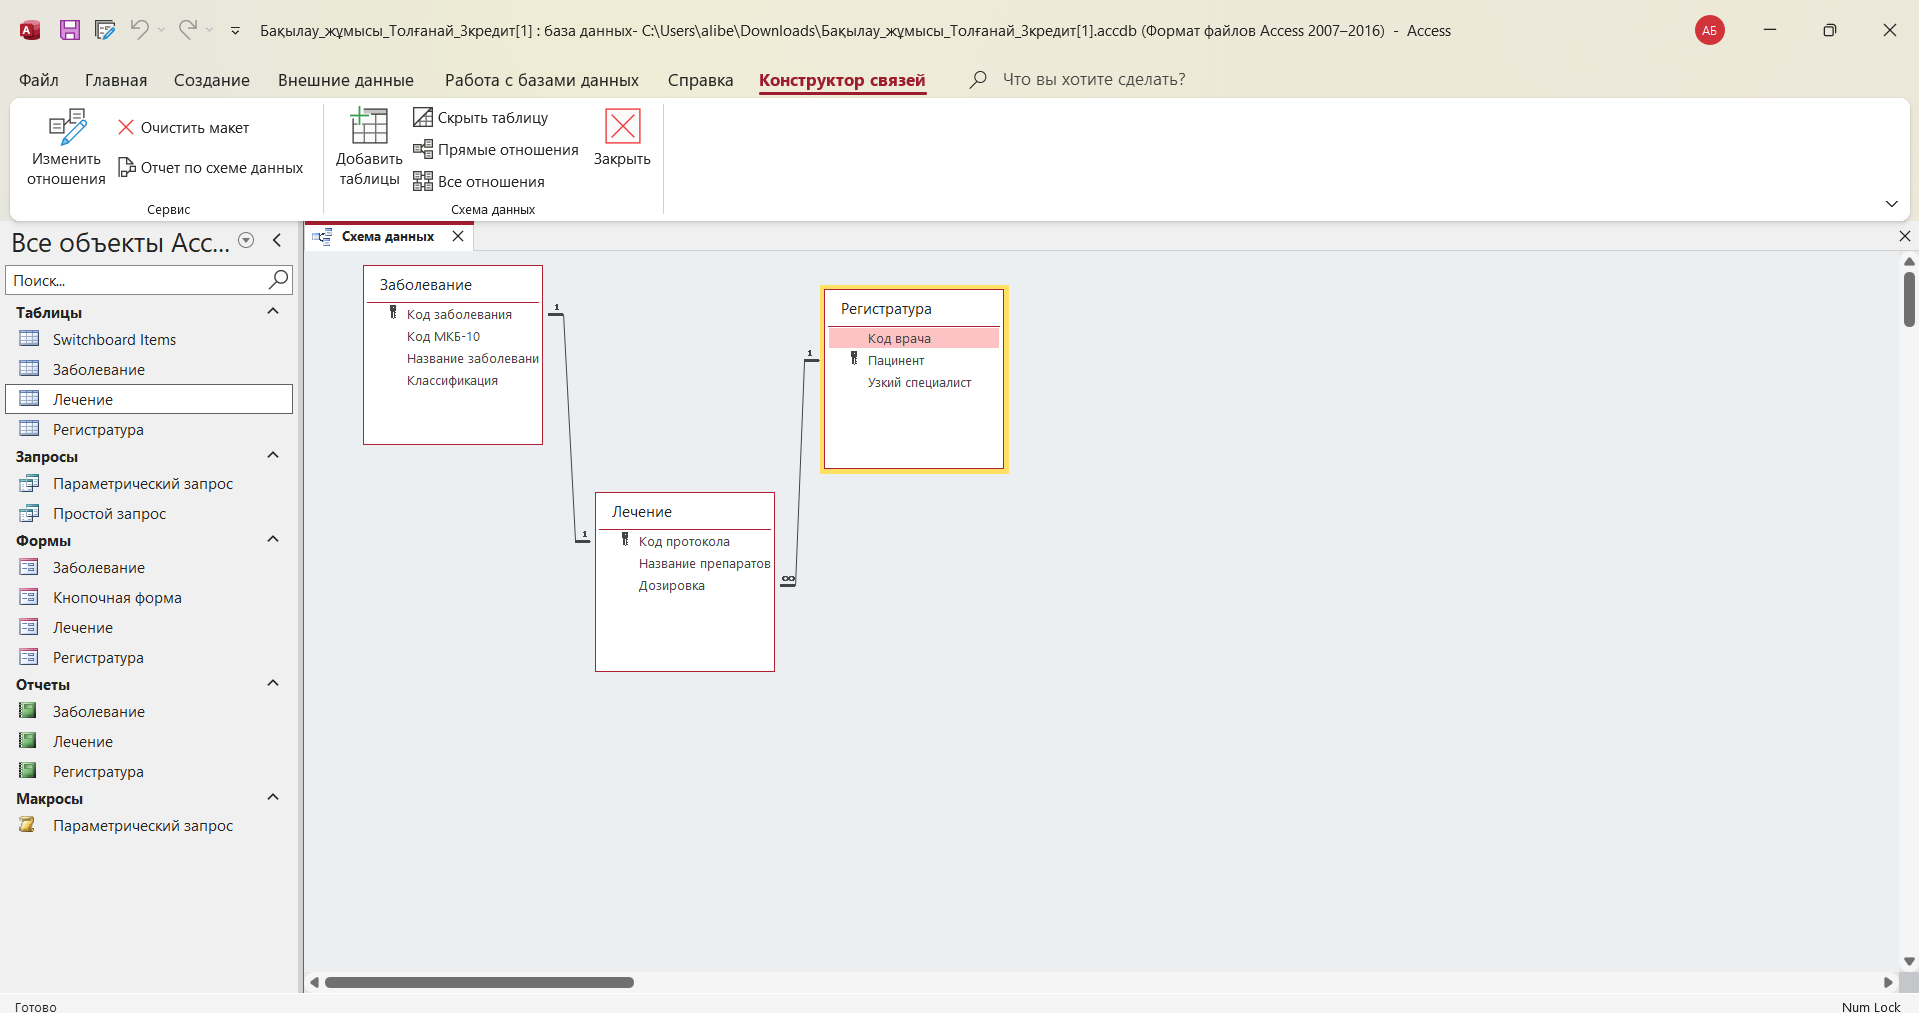 Бақылау_жұмысы_Толғанай_3кредит[1] : база данных- C:\Users\alibe\Downloads\Бақылау_жұмысы_Толғанай_3кредит[1].accdb (Формат файлов Access 2007–2016) - Access
АБ
Файл Главная Создание Внешние данные Работа с базами данных Справка Конструктор связей Что вы хотите сделать?
Изменить отношения
Очистить макет
Отчет по схеме данных
Сервис
Добавить таблицы
Скрыть таблицу
Прямые отношения
Все отношения
Закрыть
Схема данных
Все объекты Acc...
Поиск...
Таблицы
Switchboard Items
Заболевание
Лечение
Регистратура
Запросы
Параметрический запрос
Простой запрос
Формы
Заболевание
Кнопочная форма
Лечение
Регистратура
Отчеты
Заболевание
Лечение
Регистратура
Макросы
Параметрический запрос
Схема данных
Заболевание
Код заболевания
Код МКБ-10
Название заболевани
Классификация
1
1
Лечение
Код протокола
Название препаратов
Дозировка
∞
1
Регистратура
Код врача
Пацинент
Узкий специалист
Готово
Num Lock